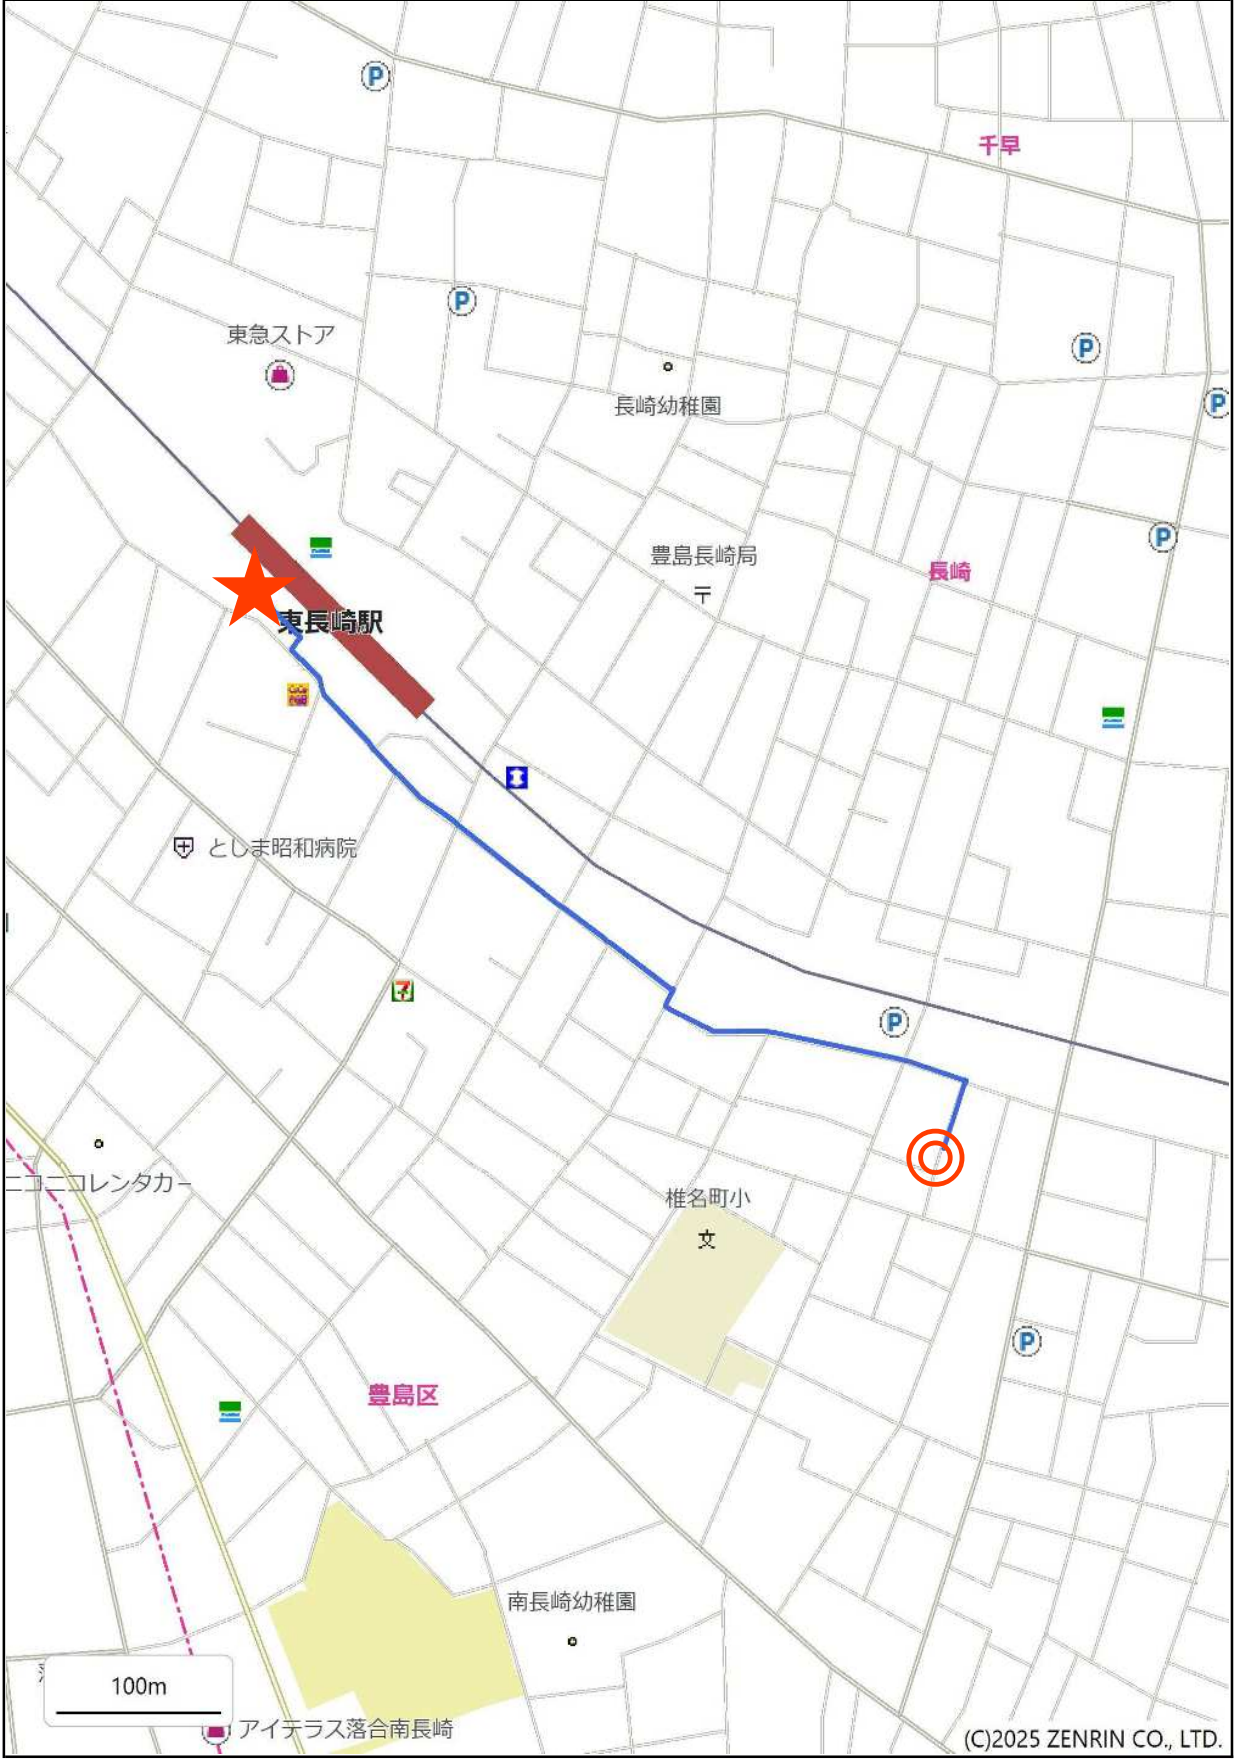 P
千早
P
東急ストア
P
P
長崎幼稚園
P
豊島長崎局
〒
長崎
東長崎駅
としま昭和病院
7
P
ニコニコレンタカー
椎名町小
文
P
豊島区
南長崎幼稚園
100m
アイテラス落合南長崎
(C)2025 ZENRIN CO., LTD.